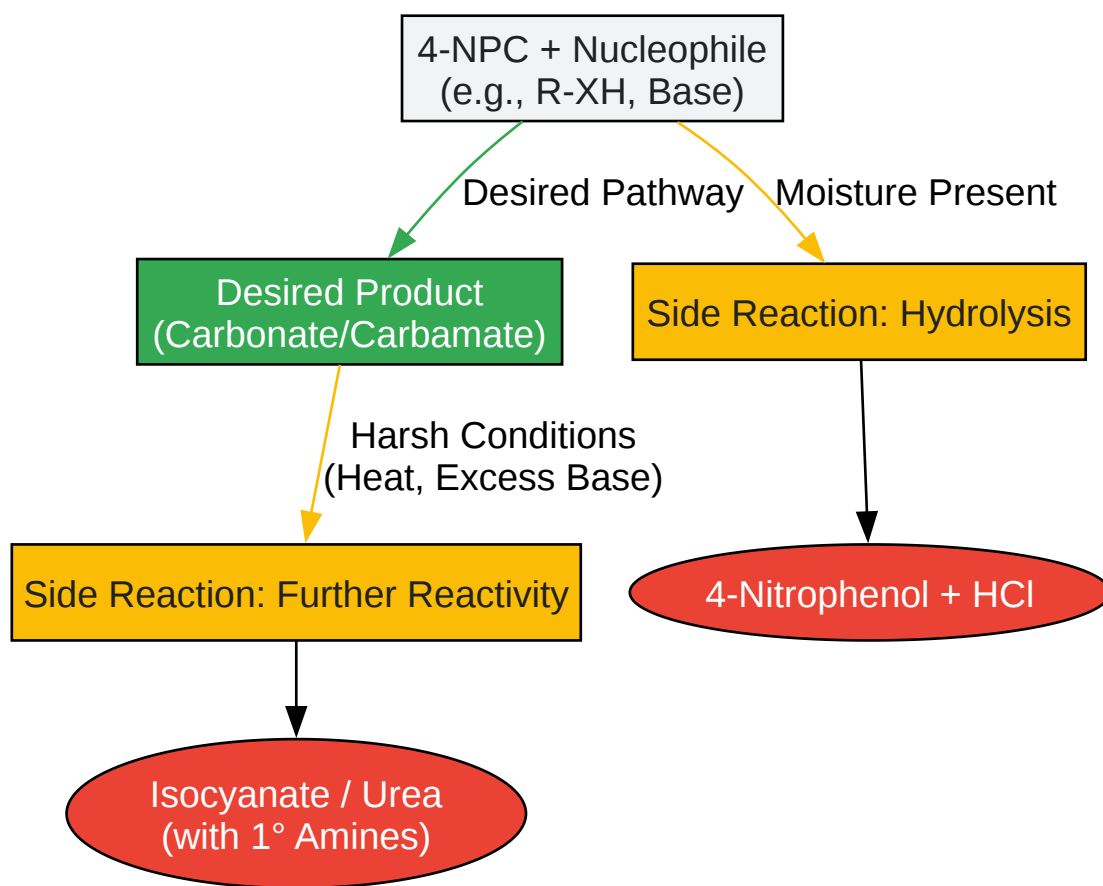 4-NPC + Nucleophile
(e.g., R-XH, Base)
Desired Pathway
Moisture Present
Desired Product
(Carbonate/Carbamate)
Side Reaction: Hydrolysis
Harsh Conditions
(Heat, Excess Base)
Side Reaction: Further Reactivity
4-Nitrophenol + HCl
Isocyanate / Urea
(with 1° Amines)